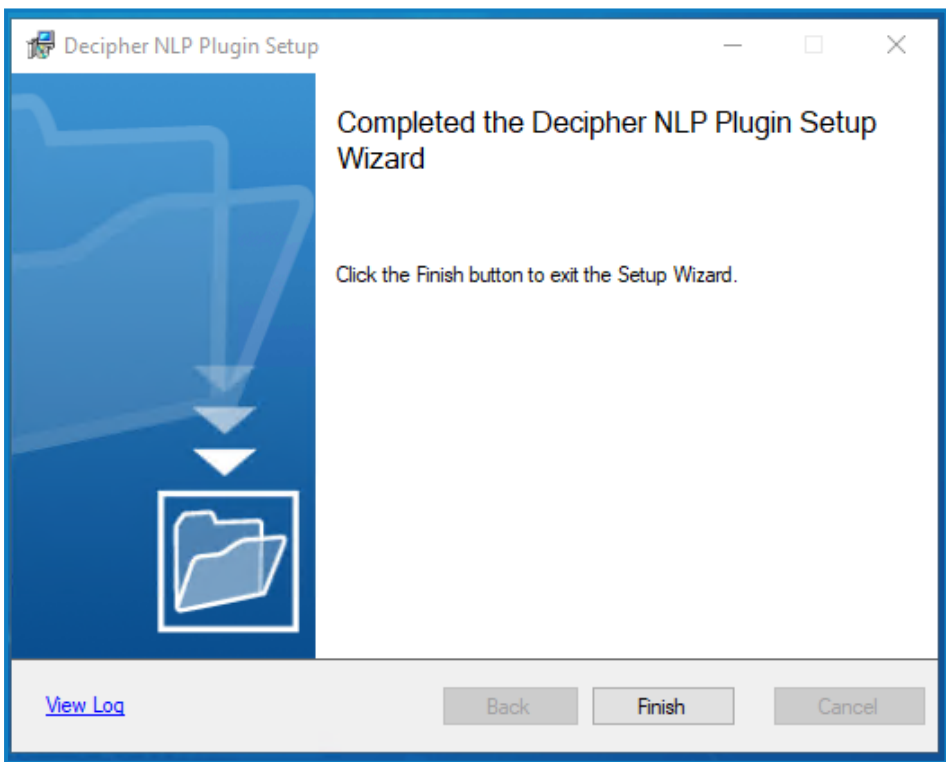 Decipher NLP Plugin Setup
Completed the Decipher NLP Plugin Setup
Wizard
Click the Finish button to exit the Setup Wizard.
View Log
Back
Finish
Cancel